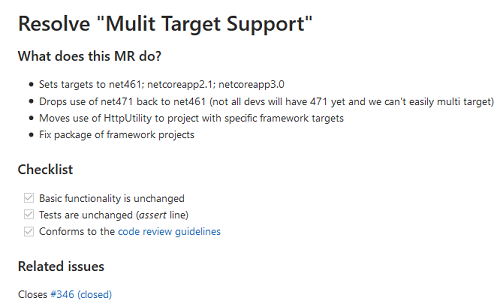 Resolve "Mulit Target Support"
What does this MR do?
Sets targets to net461; netcoreapp2.1; netcoreapp3.0
Drops use of net471 back to net461 (not all devs will have 471 yet and we can't easily multi target)
Moves use of HttpUtility to project with specific framework targets
Fix package of framework projects
Checklist
Basic functionality is unchanged
Tests are unchanged (assert line)
Conforms to the code review guidelines
Related issues
Closes #346 (closed)